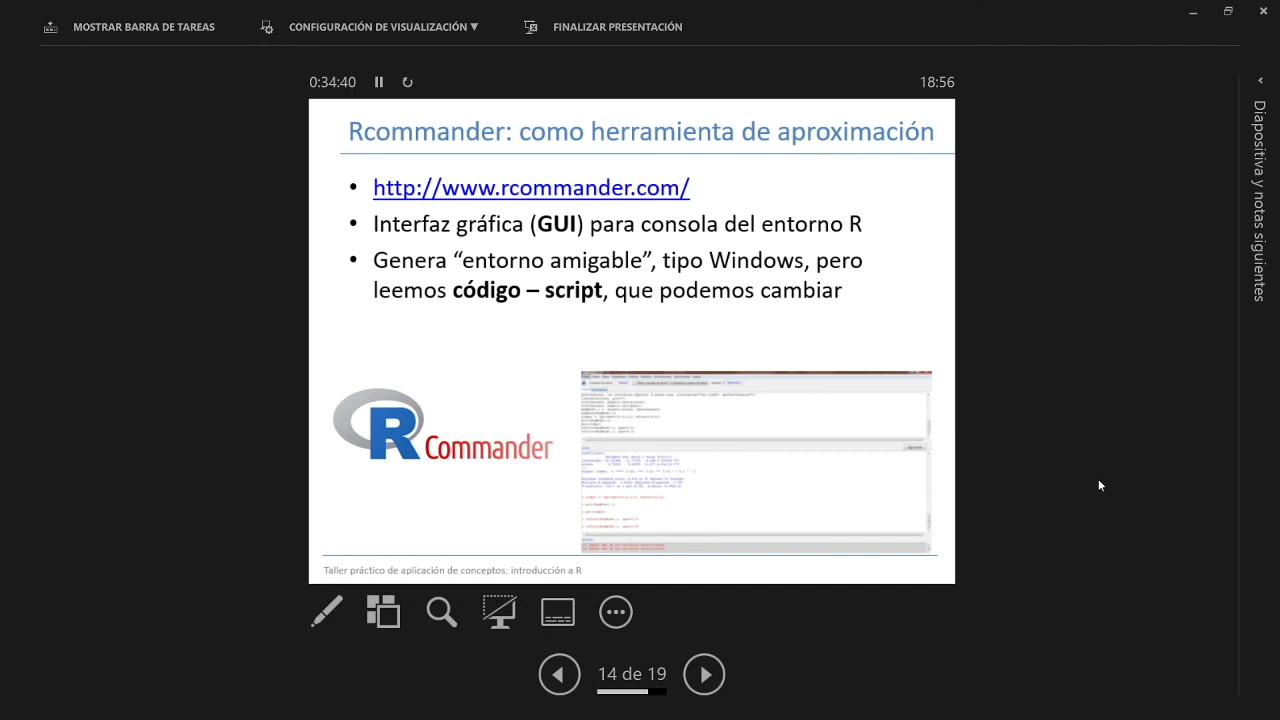 MOSTRAR BARRA DE TAREAS
CONFIGURACIÓN DE VISUALIZACIÓN ▼
FINALIZAR PRESENTACIÓN
0:34:40
18:56
Rcommander: como herramienta de aproximación
• http://www.rcommander.com/
• Interfaz gráfica (GUI) para consola del entorno R
• Genera “entorno amigable”, tipo Windows, pero
leemos código – script, que podemos cambiar
R Commander
Taller práctico de aplicación de conceptos: introducción a R
14 de 19
Diapositiva y notas siguientes